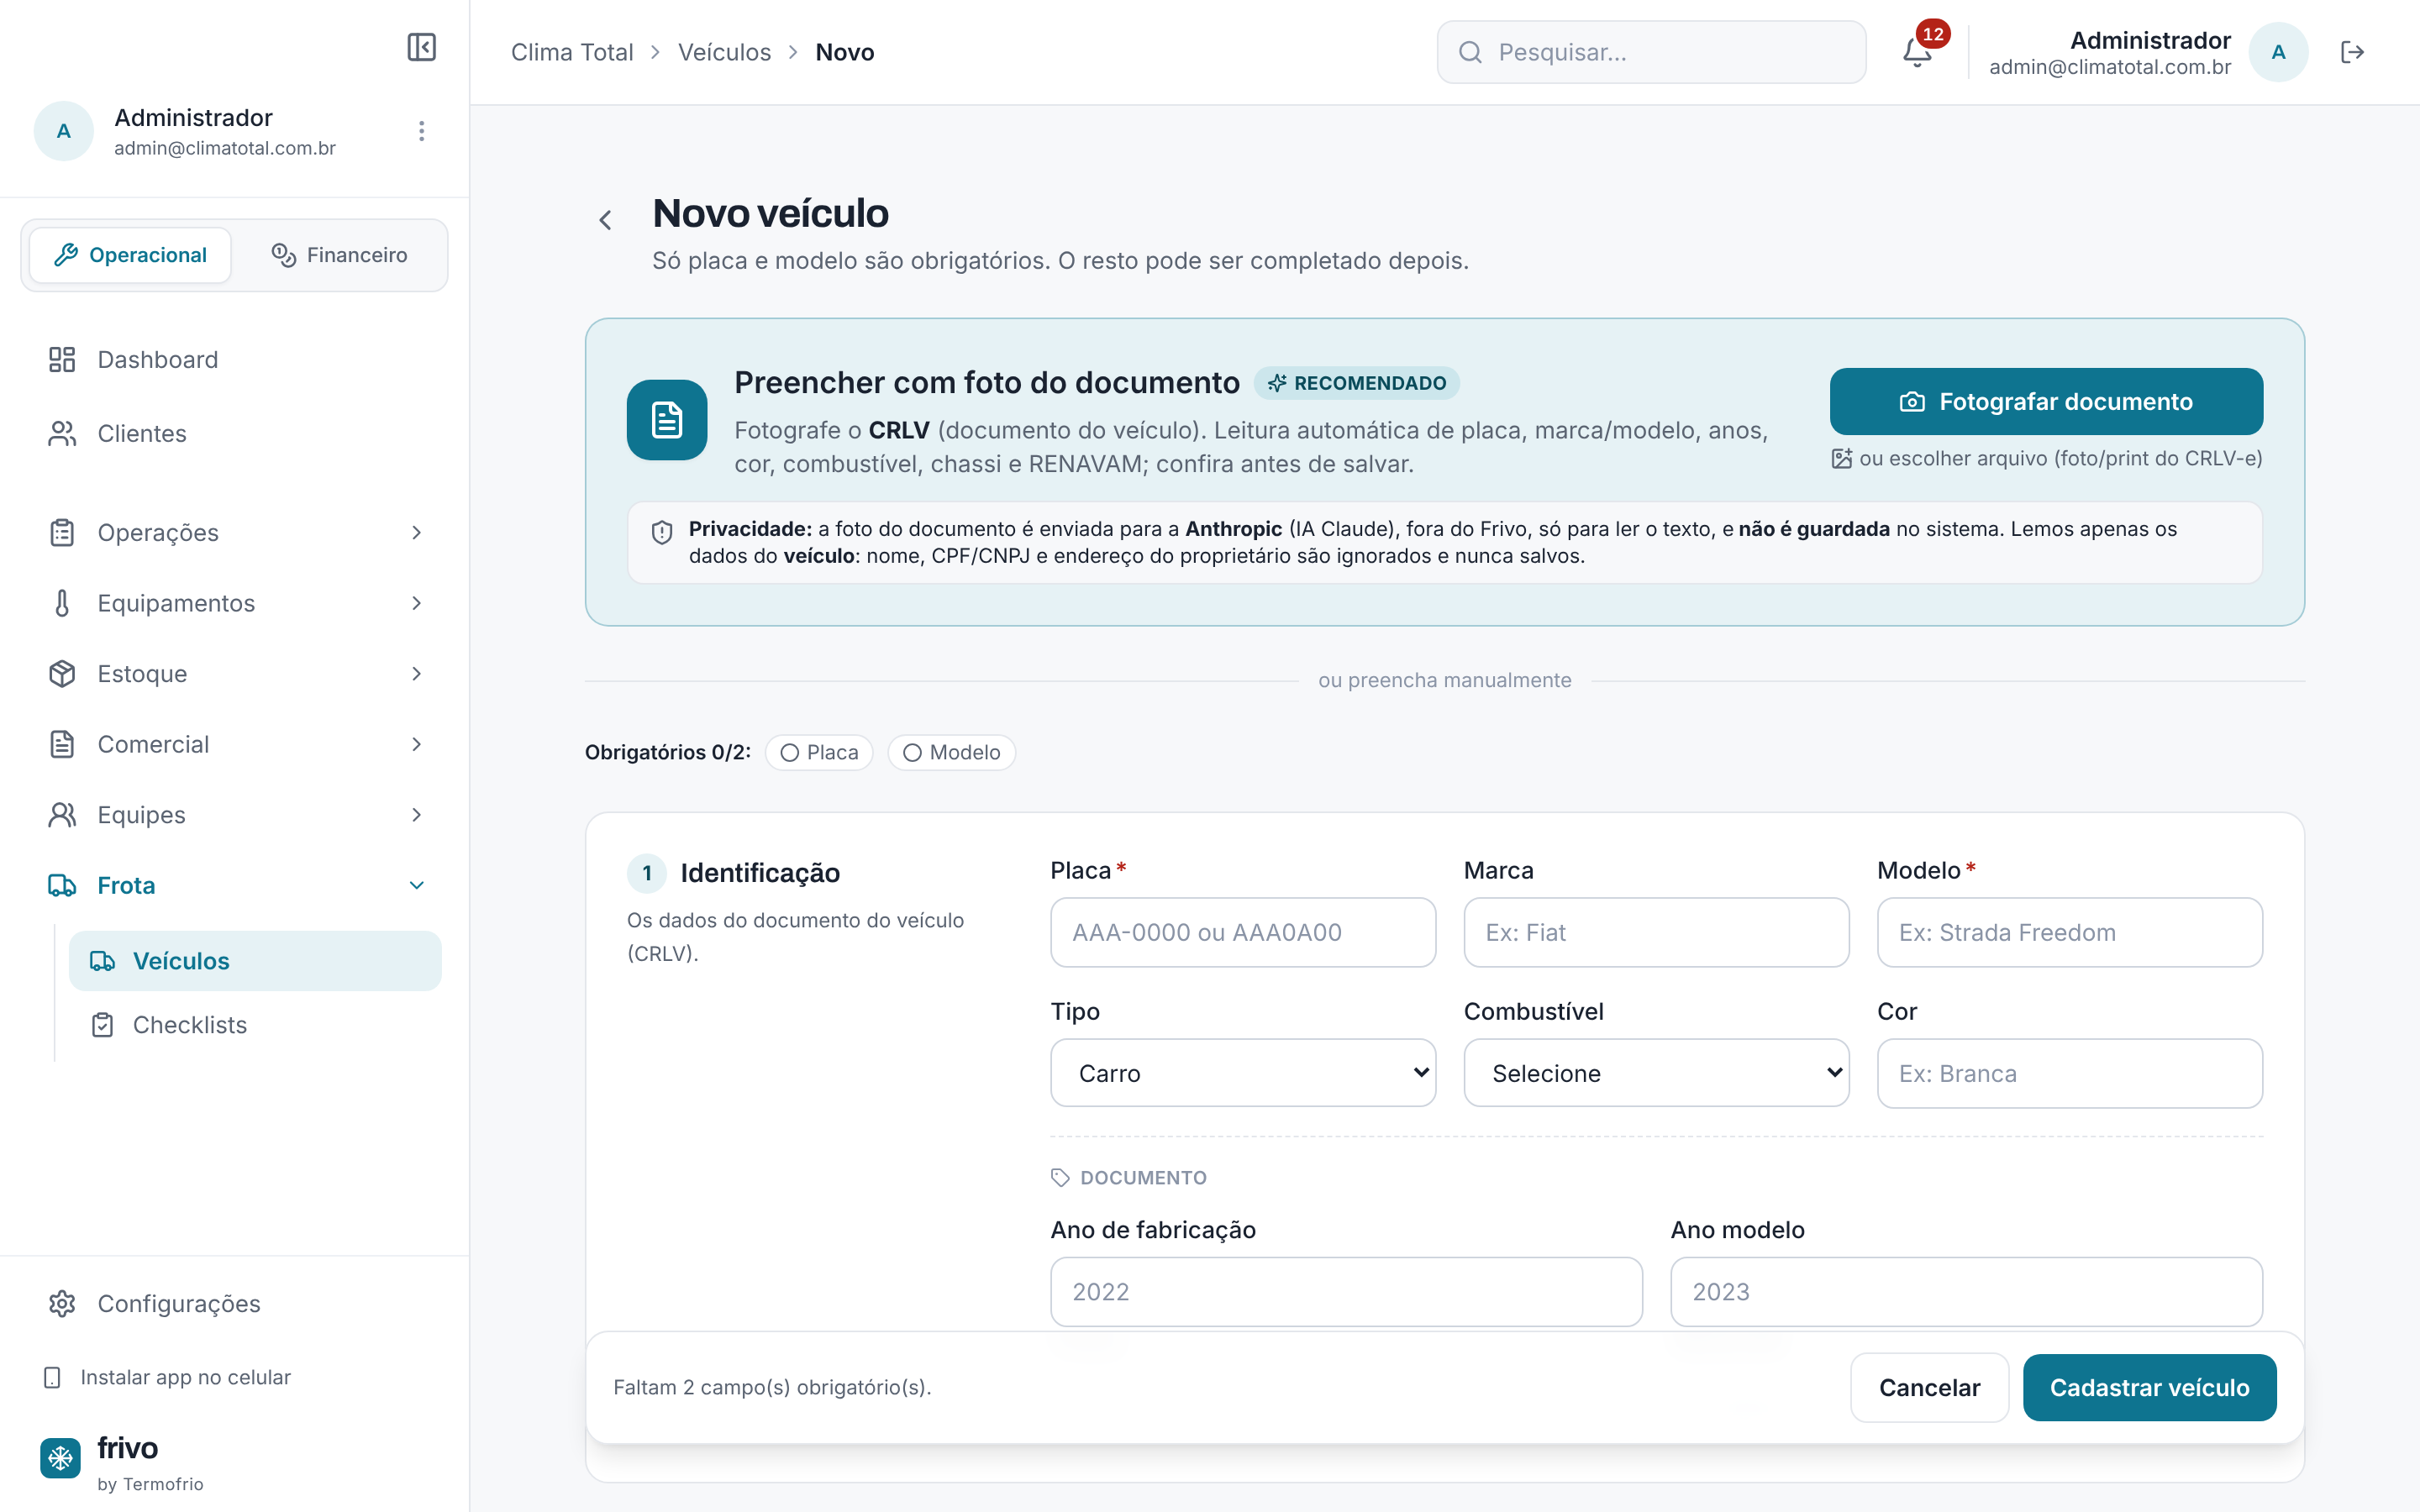 Administrador
admin@climatotal.com.br
Operacional
Financeiro
Dashboard
Clientes
Operações
Equipamentos
Estoque
Comercial
Equipes
Frota
Veículos
Checklists
Configurações
Instalar app no celular
frivo
by Termofrio
Clima Total > Veículos > Novo
Pesquisar...
12
Administrador
admin@climatotal.com.br
A
A
Novo veículo
Só placa e modelo são obrigatórios. O resto pode ser completado depois.
Preencher com foto do documento
RECOMENDADO
Fotografe o CRLV (documento do veículo). Leitura automática de placa, marca/modelo, anos,
cor, combustível, chassi e RENAVAM; confira antes de salvar.
Fotografar documento
ou escolher arquivo (foto/print do CRLV-e)
Privacidade: a foto do documento é enviada para a Anthropic (IA Claude), fora do Frivo, só para ler o texto, e não é guardada no sistema. Lemos apenas os
dados do veículo: nome, CPF/CNPJ e endereço do proprietário são ignorados e nunca salvos.
ou preencha manualmente
Obrigatórios 0/2: Placa Modelo
1 Identificação
Os dados do documento do veículo
(CRLV).
Placa* Marca Modelo*
AAA-0000 ou AAA0A00 Ex: Fiat Ex: Strada Freedom
Tipo Combustível Cor
Carro Selecione Ex: Branca
DOCUMENTO
Ano de fabricação Ano modelo
2022 2023
Faltam 2 campo(s) obrigatório(s).
Cancelar
Cadastrar veículo